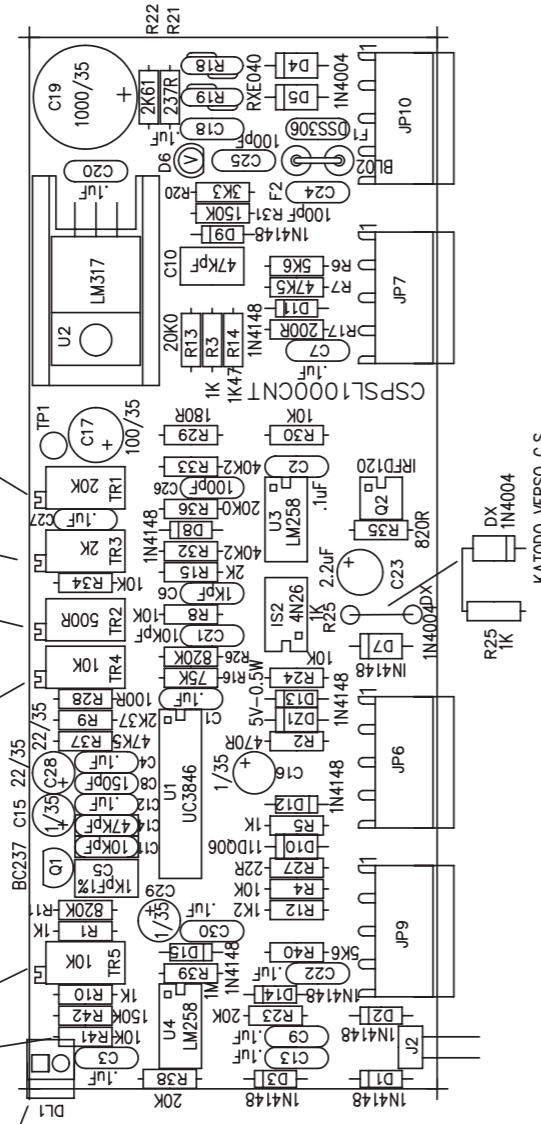 R22
R21
C19
1000/35
2K61
237R
R18
R19
RXE040
D4
D5
1N4004
JP10
.1uF
C18
100pF
DSS306
F1
C20
.1uF
D6
V
C25
BL02
R20
3K3
F2
C24
150K
R31
100pF
D9
1N4148
LM317
U2
C10
47KpF
5K6
R6
47K5
R7
D11
1N4148
200R
R17
C7
.1uF
JP7
20K0
R13
R3
R14
1K
1K47
CSPSL1000CNT
TP1
C17
100/35
180R
R29
10K
R30
R33
40K2
C2
.1uF
20K
TR1
C26
100pF
R36
20K0
U3
LM258
IRFD120
Q2
C27
.1uF
D8
1N4148
R35
820R
2K
TR3
R32
40K2
R15
2K
2.2uF
C23
DX
1N4004
KATODO VERSO C.S.
R34
10K
C6
1KpF
IS2
4N26
1K
R25
DX
R25
1K
500R
TR2
R8
10K
C21
10KpF
820K
R26
10K
D7
1N4148
1N4004
10K
TR4
75K
R16
R24
R28
100R
.1uF
C1
D13
5V-0.5W
DZ1
1N4148
R9
2K37
R37
47K5
R2
470R
22/35
22/35
C28
.1uF
C4
150pF
C8
U1
UC3846
1/35
C16
JP6
C15
1/35
.1uF
C12
47KpF
C14
D12
1N4148
R5
1K
BC237
Q1
10KpF
C11
C5
1KpF1%
D10
11DQ06
R27
22R
R4
10K
820K
R11
C29
1/35
R12
1K2
R1
1K
.1uF
C30
10K
TR5
D15
1N4148
R39
1M
R40
5K6
C22
.1uF
JP9
R10
1K
D14
1N4148
R42
150K
U4
LM258
R23
20K
D2
1N4148
R41
10K
C9
.1uF
J2
C3
.1uF
C13
.1uF
DL1
R38
20K
D3
1N4148
D1
1N4148